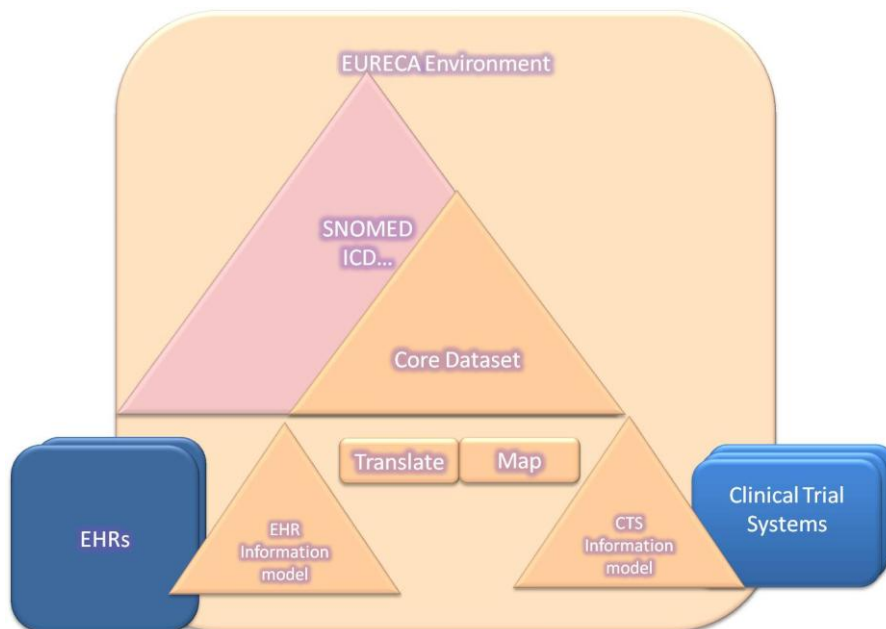 EURECA Environment
SNOMED
ICD...
Core Dataset
Translate
Map
EHRs
EHR
Information
model
CTS
Information
model
Clinical Trial
Systems